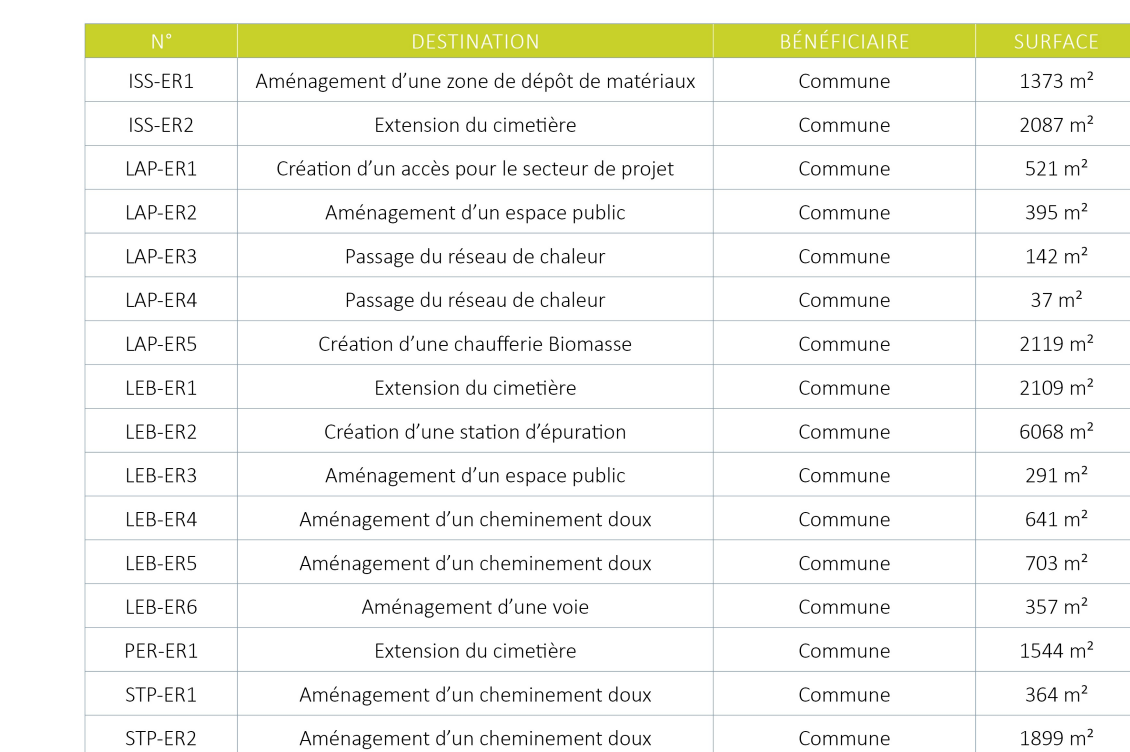 N° DESTINATION BÉNÉFICIAIRE SURFACE
ISS-ER1 Aménagement d’une zone de dépôt de matériaux Commune 1373 m²
ISS-ER2 Extension du cimetière Commune 2087 m²
LAP-ER1 Création d’un accès pour le secteur de projet Commune 521 m²
LAP-ER2 Aménagement d’un espace public Commune 395 m²
LAP-ER3 Passage du réseau de chaleur Commune 142 m²
LAP-ER4 Passage du réseau de chaleur Commune 37 m²
LAP-ER5 Création d’une chaufferie Biomasse Commune 2119 m²
LEB-ER1 Extension du cimetière Commune 2109 m²
LEB-ER2 Création d’une station d’épuration Commune 6068 m²
LEB-ER3 Aménagement d’un espace public Commune 291 m²
LEB-ER4 Aménagement d’un cheminement doux Commune 641 m²
LEB-ER5 Aménagement d’un cheminement doux Commune 703 m²
LEB-ER6 Aménagement d’une voie Commune 357 m²
PER-ER1 Extension du cimetière Commune 1544 m²
STP-ER1 Aménagement d’un cheminement doux Commune 364 m²
STP-ER2 Aménagement d’un cheminement doux Commune 1899 m²